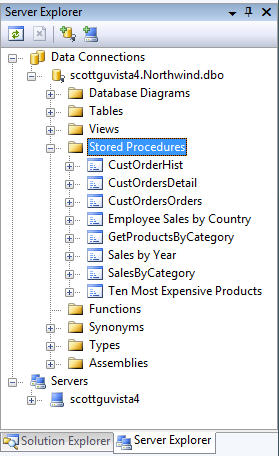 Server Explorer
Data Connections
scottguvista4.Northwind.dbo
Database Diagrams
Tables
Views
Stored Procedures
CustOrderHist
CustOrdersDetail
CustOrdersOrders
Employee Sales by Country
GetProductsByCategory
Sales by Year
SalesByCategory
Ten Most Expensive Products
Functions
Synonyms
Types
Assemblies
Servers
scottguvista4
Solution Explorer Server Explorer